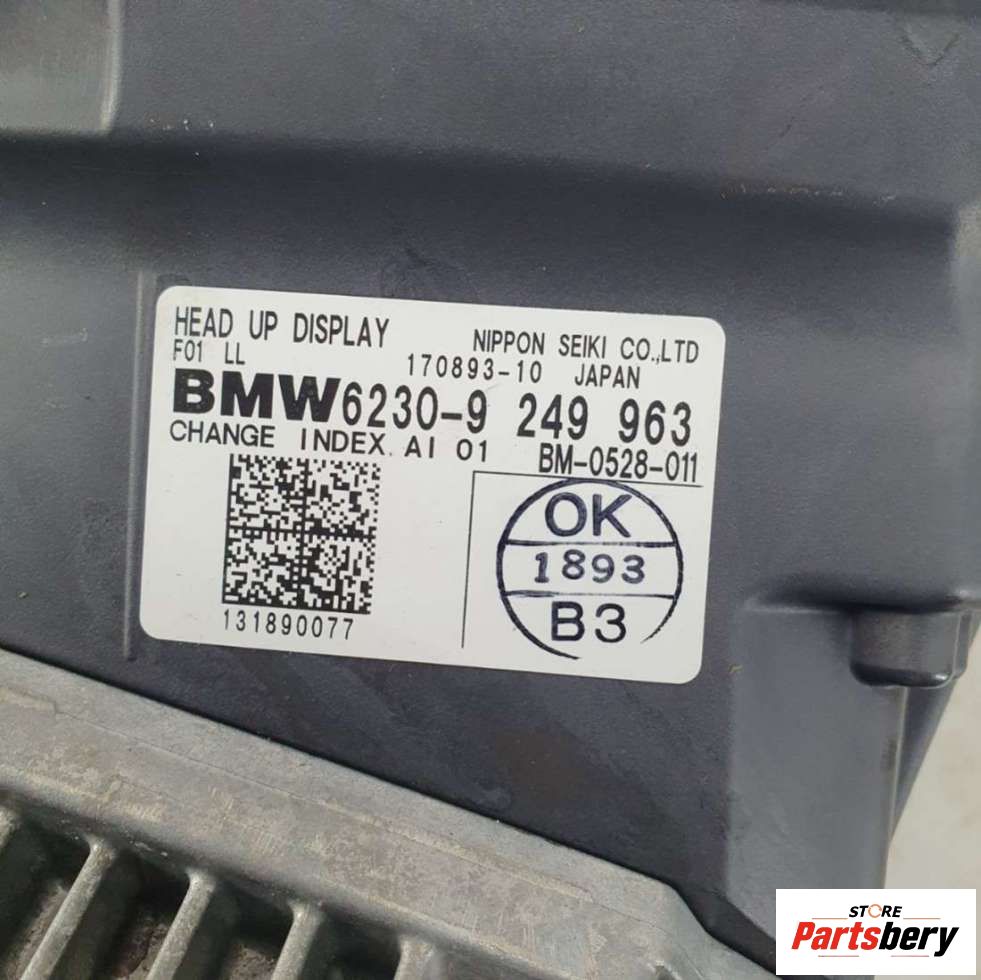 HEAD UP DISPLAY
NIPPON SEIKI CO.,LTD
F01 LL
170893-10 JAPAN
BMW6230-9 249 963
CHANGE INDEX. AI 01
BM-0528-011
OK
1893
B3
131890077
STORE
Partsbery